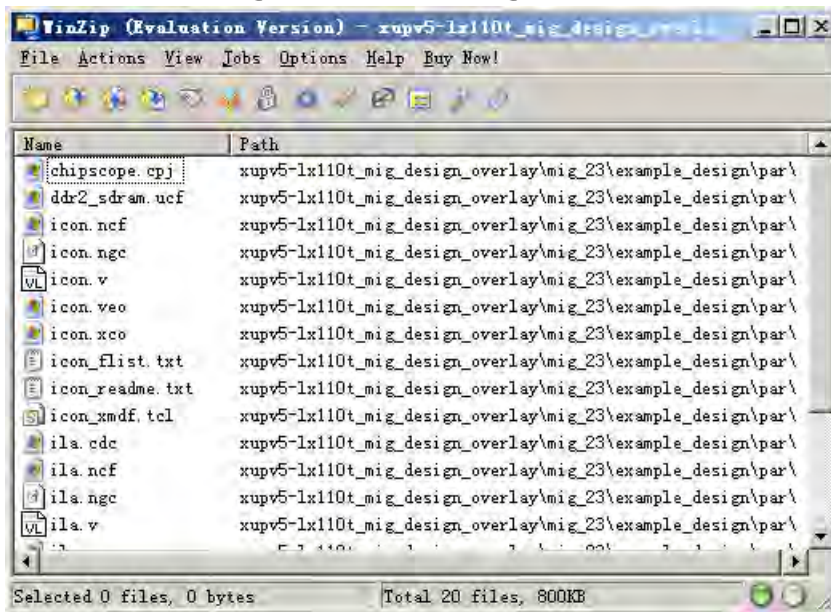 WinZip (Evaluation Version) - xupv5-lx110t_mig_design_overl
File Actions View Jobs Options Help Buy Now!
Name Path
chipscope.cpj xupv5-lx110t_mig_design_overlay\mig_23\example_design\par\
ddr2_sdram.ucf xupv5-lx110t_mig_design_overlay\mig_23\example_design\par\
icon.ncf xupv5-lx110t_mig_design_overlay\mig_23\example_design\par\
icon.ngc xupv5-lx110t_mig_design_overlay\mig_23\example_design\par\
icon.v xupv5-lx110t_mig_design_overlay\mig_23\example_design\par\
icon.veo xupv5-lx110t_mig_design_overlay\mig_23\example_design\par\
icon.xco xupv5-lx110t_mig_design_overlay\mig_23\example_design\par\
icon_flist.txt xupv5-lx110t_mig_design_overlay\mig_23\example_design\par\
icon_readme.txt xupv5-lx110t_mig_design_overlay\mig_23\example_design\par\
icon_xmdf.tcl xupv5-lx110t_mig_design_overlay\mig_23\example_design\par\
ila.cdc xupv5-lx110t_mig_design_overlay\mig_23\example_design\par\
ila.ncf xupv5-lx110t_mig_design_overlay\mig_23\example_design\par\
ila.ngc xupv5-lx110t_mig_design_overlay\mig_23\example_design\par\
ila.v xupv5-lx110t_mig_design_overlay\mig_23\example_design\par\
Selected 0 files, 0 bytes Total 20 files, 800KB